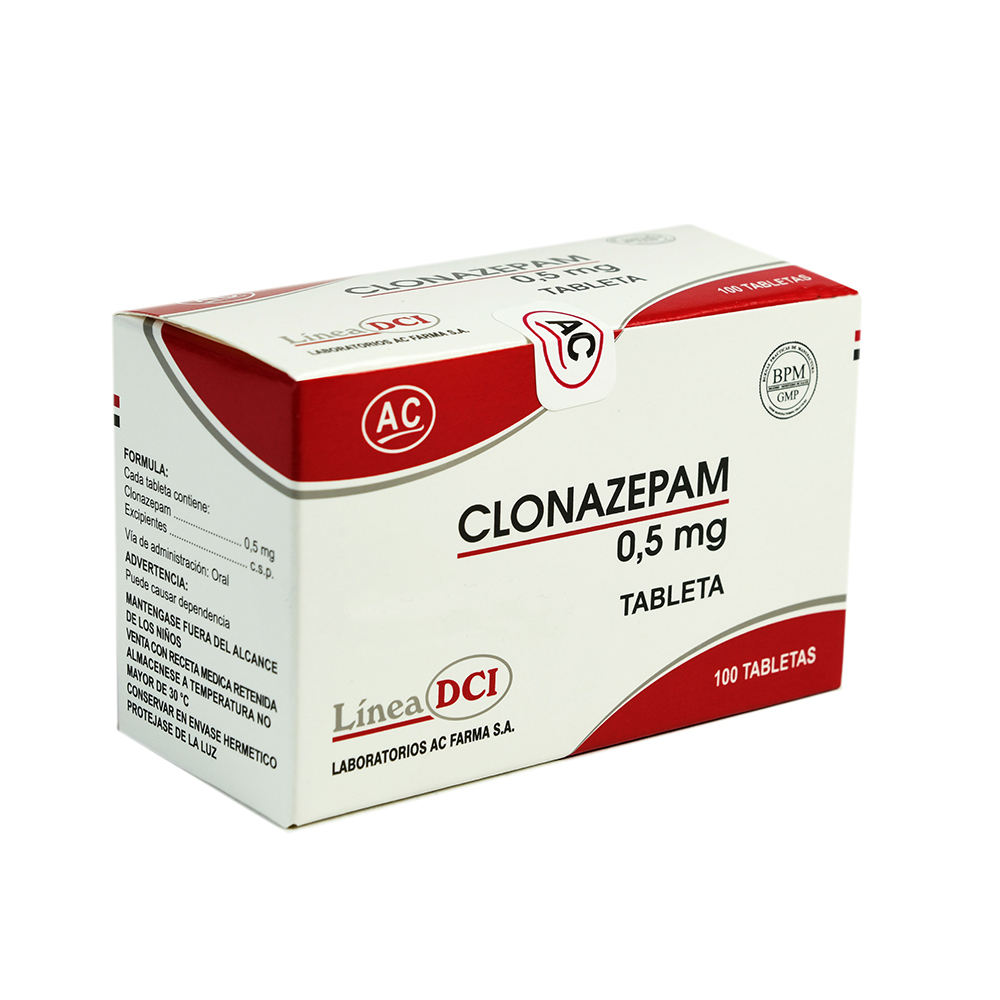 CLONAZEPAM
0,5 mg
TABLETA
100 TABLETAS
Línea DCI
LABORATORIOS AC FARMA S.A.
AC
AC
BPM
GMP
CLONAZEPAM
0,5 mg
TABLETA
100 TABLETAS
Línea DCI
LABORATORIOS AC FARMA S.A.
FORMULA:
Cada tableta contiene:
Clonazepam ........................ 0,5 mg
Excipientes ........................ c.s.p.
Vía de administración: Oral
ADVERTENCIA:
Puede causar dependencia
MANTENGASE FUERA DEL ALCANCE
DE LOS NIÑOS
VENTA CON RECETA MEDICA RETENIDA
ALMACENESE A TEMPERATURA NO
MAYOR DE 30 °C
CONSERVAR EN ENVASE HERMETICO
PROTEJASE DE LA LUZ